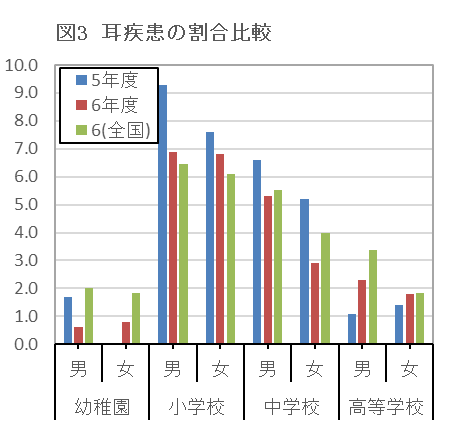 図3 耳疾患の割合比較
10.0
9.0
8.0
7.0
6.0
5.0
4.0
3.0
2.0
1.0
0.0
5年度
6年度
6(全国)
男 女 男 女 男 女 男 女
幼稚園 小学校 中学校 高等学校